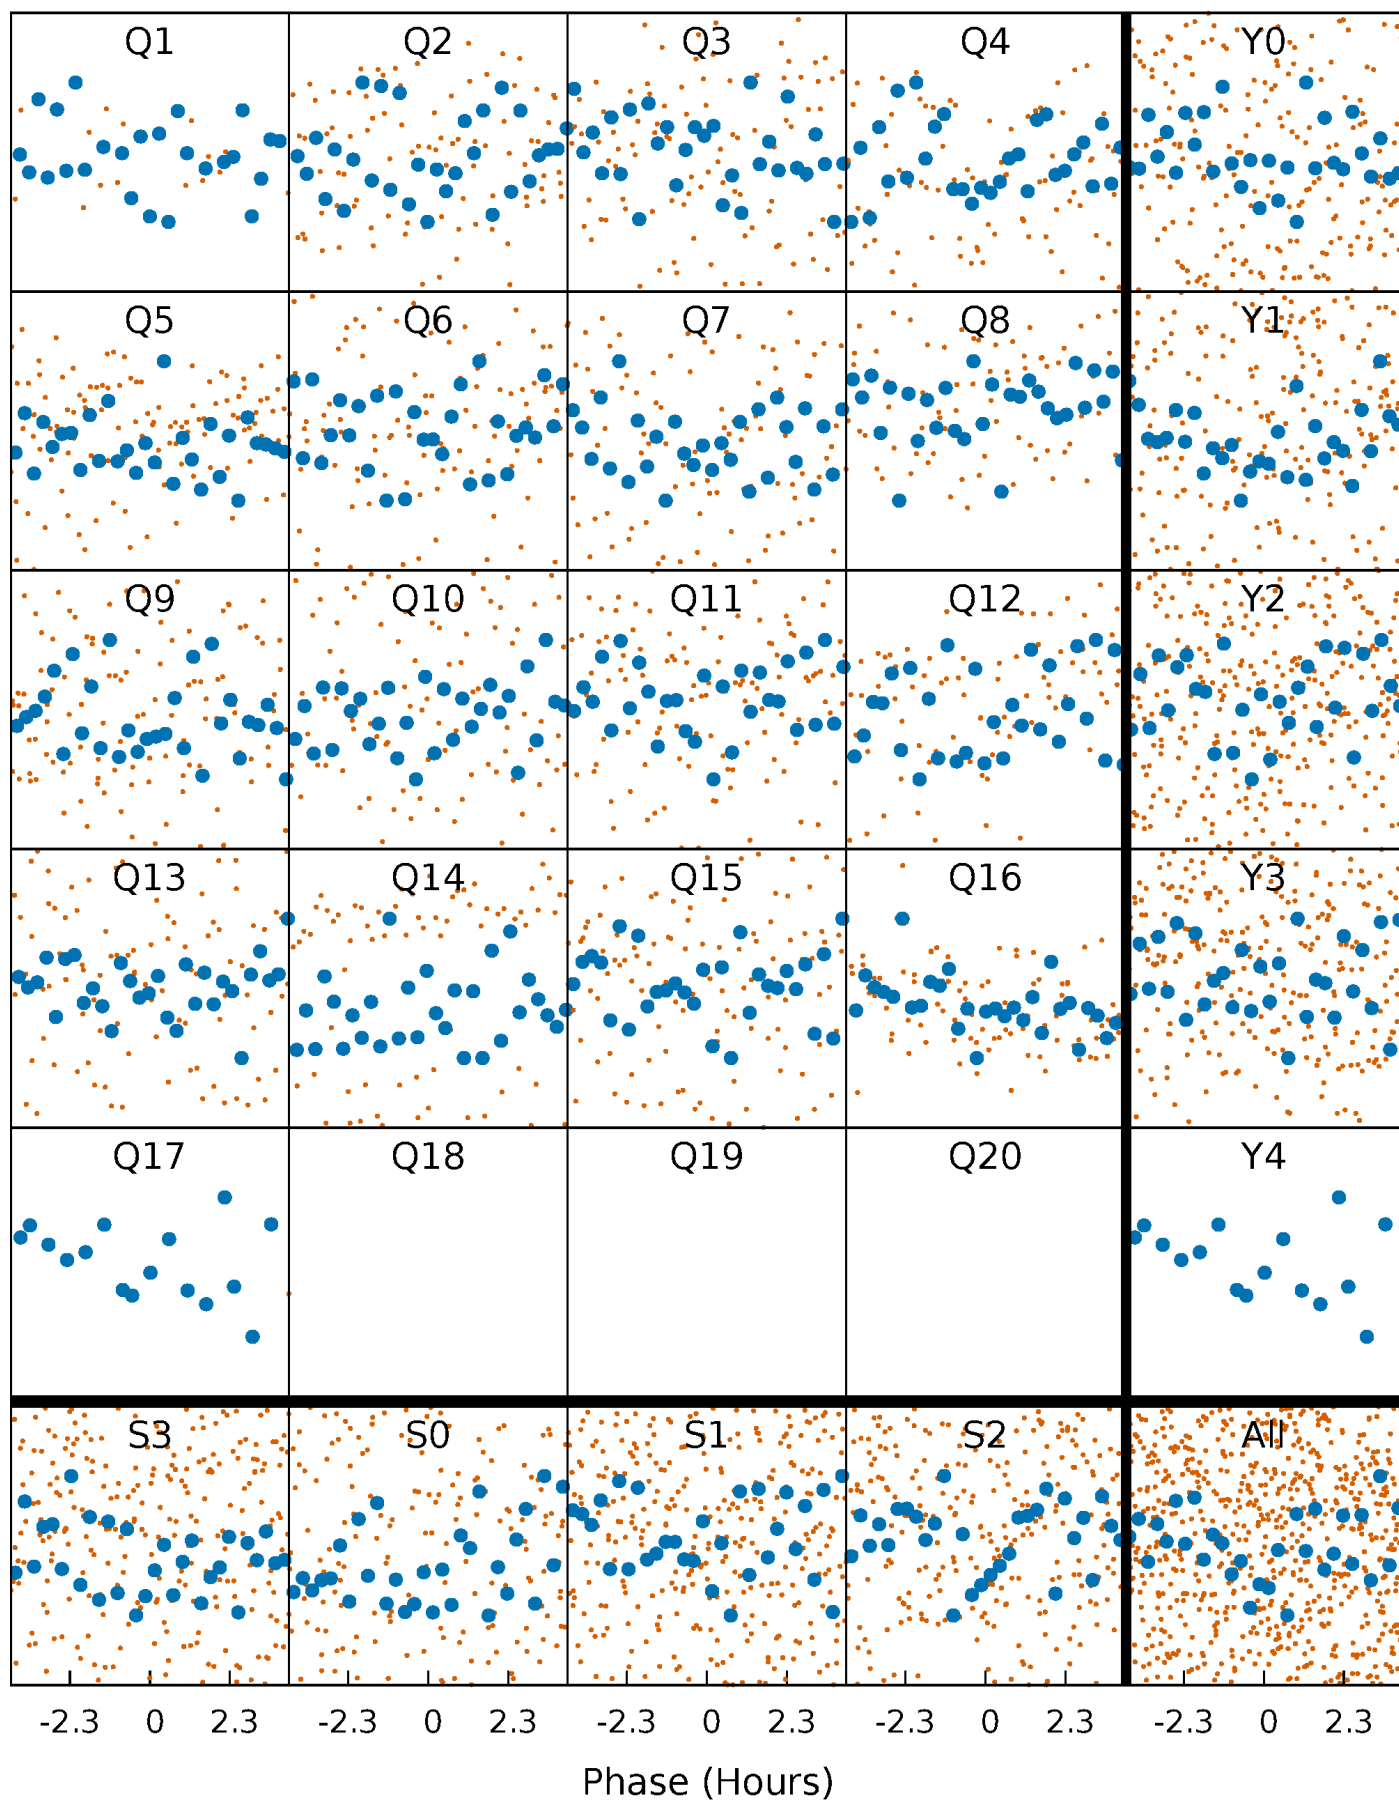 Q1 Q2 Q3 Q4 Y0
Q5 Q6 Q7 Q8 Y1
Q9 Q10 Q11 Q12 Y2
Q13 Q14 Q15 Q16 Y3
Q17 Q18 Q19 Q20 Y4
S3 S0 S1 S2 All
-2.3 0 2.3 -2.3 0 2.3 -2.3 0 2.3 -2.3 0 2.3 -2.3 0 2.3
Phase (Hours)